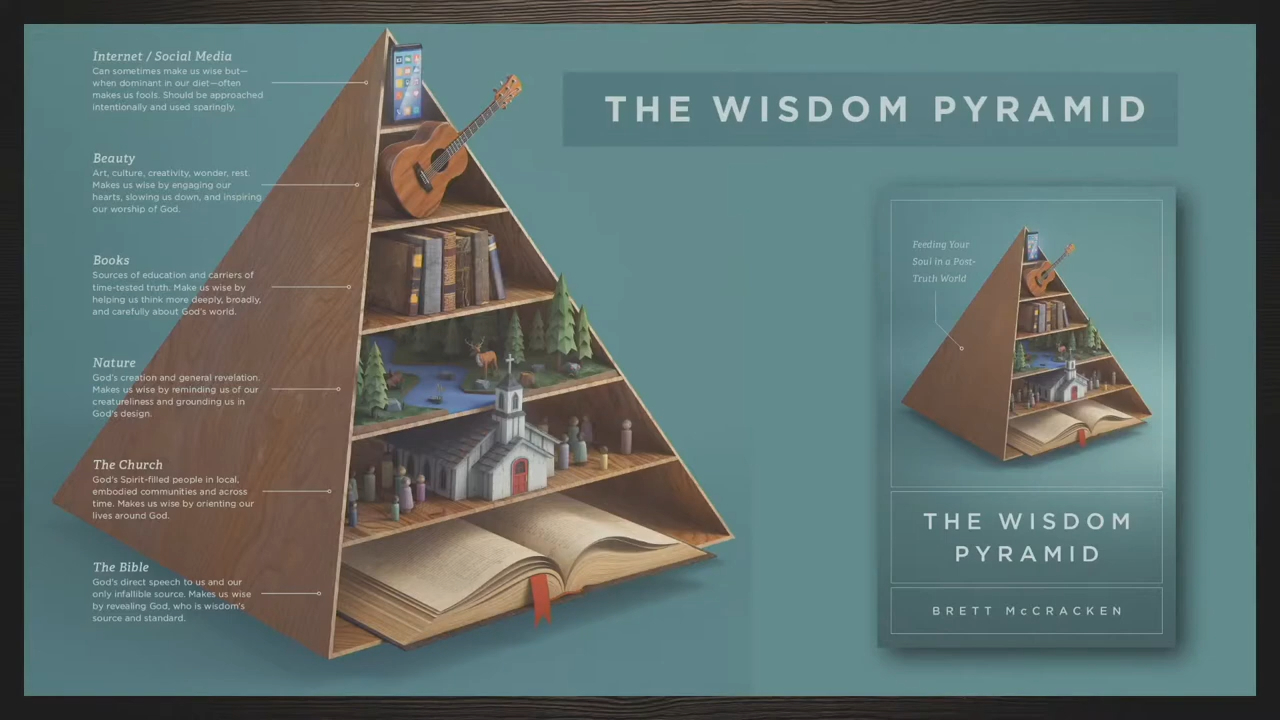 Internet / Social Media
Can sometimes make us wise but—
when dominant in our diet—often
makes us fools. Should be approached
intentionally and used sparingly.
Beauty
Art, culture, creativity, wonder, rest.
Makes us wise by engaging our
hearts, slowing us down, and inspiring
our worship of God.
Books
Sources of education and carriers of
time-tested truth. Makes us wise by
helping us think more deeply, broadly,
and carefully about God's world.
Nature
God's creation and general revelation.
Makes us wise by reminding us of our
creatureliness and grounding us in
God's design.
The Church
God's Spirit-filled people in local,
embodied communities and across
time. Makes us wise by orienting our
lives around God.
The Bible
God's direct speech to us and our
only infallible source. Makes us wise
by revealing God, who is wisdom's
source and standard.
THE WISDOM PYRAMID
Feeding Your
Soul in a Post-
Truth World
THE WISDOM
PYRAMID
BRETT McCRACKEN